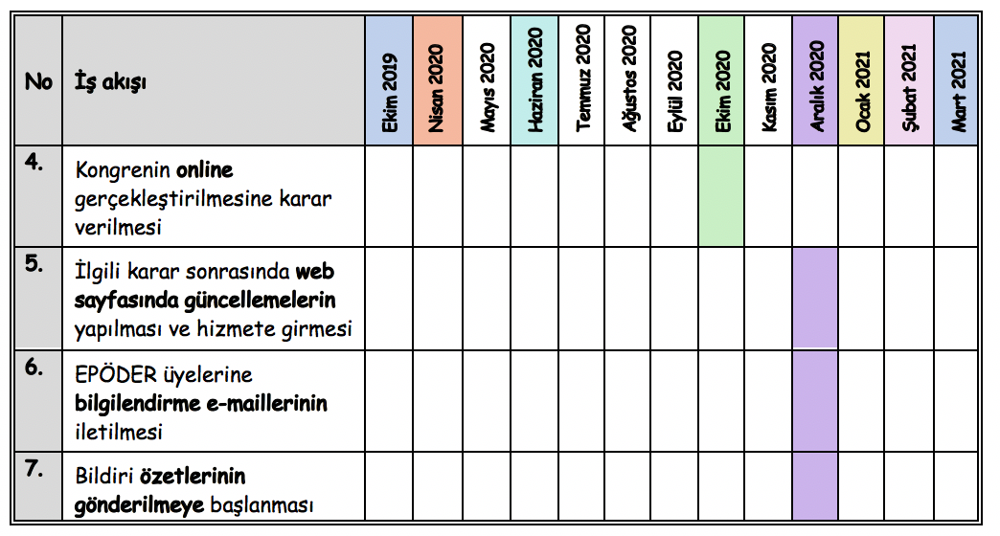 No
İş akışı
Ekim 2019
Nisan 2020
Mayıs 2020
Haziran 2020
Temmuz 2020
Ağustos 2020
Eylül 2020
Ekim 2020
Kasım 2020
Aralık 2020
Ocak 2021
Şubat 2021
Mart 2021
4.
Kongrenin online
gerçekleştirilmesine karar
verilmesi
5.
İlgili karar sonrasında web
sayfasında güncellemelerin
yapılması ve hizmete girmesi
6.
EPÖDER üyelerine
bilgilendirme e-maillerinin
iletilmesi
7.
Bildiri özetlerinin
gönderilmeye başlanması